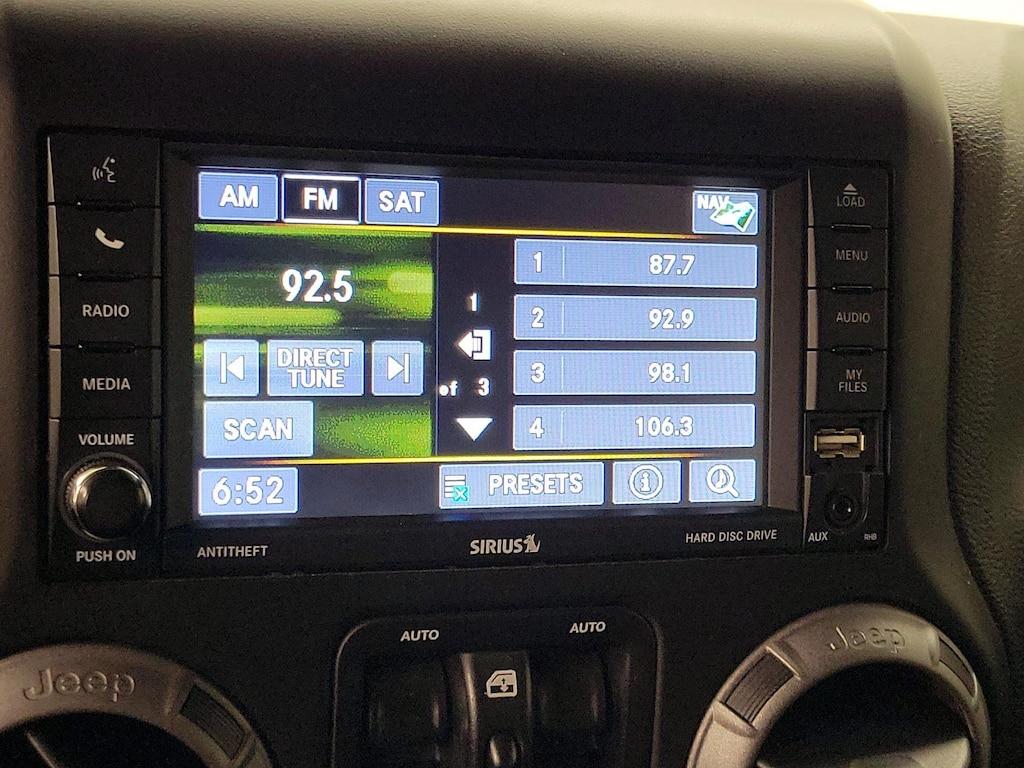 AM
FM
SAT
NAV
92.5
DIRECT
TUNE
SCAN
6:52
1
of 3
1 87.7
2 92.9
3 98.1
4 106.3
PRESETS
i
RADIO
MEDIA
VOLUME
PUSH ON
LOAD
MENU
AUDIO
MY
FILES
AUX
RHB
ANTITHEFT
SIRIUS
HARD DISC DRIVE
AUTO
AUTO
Jeep
Jeep